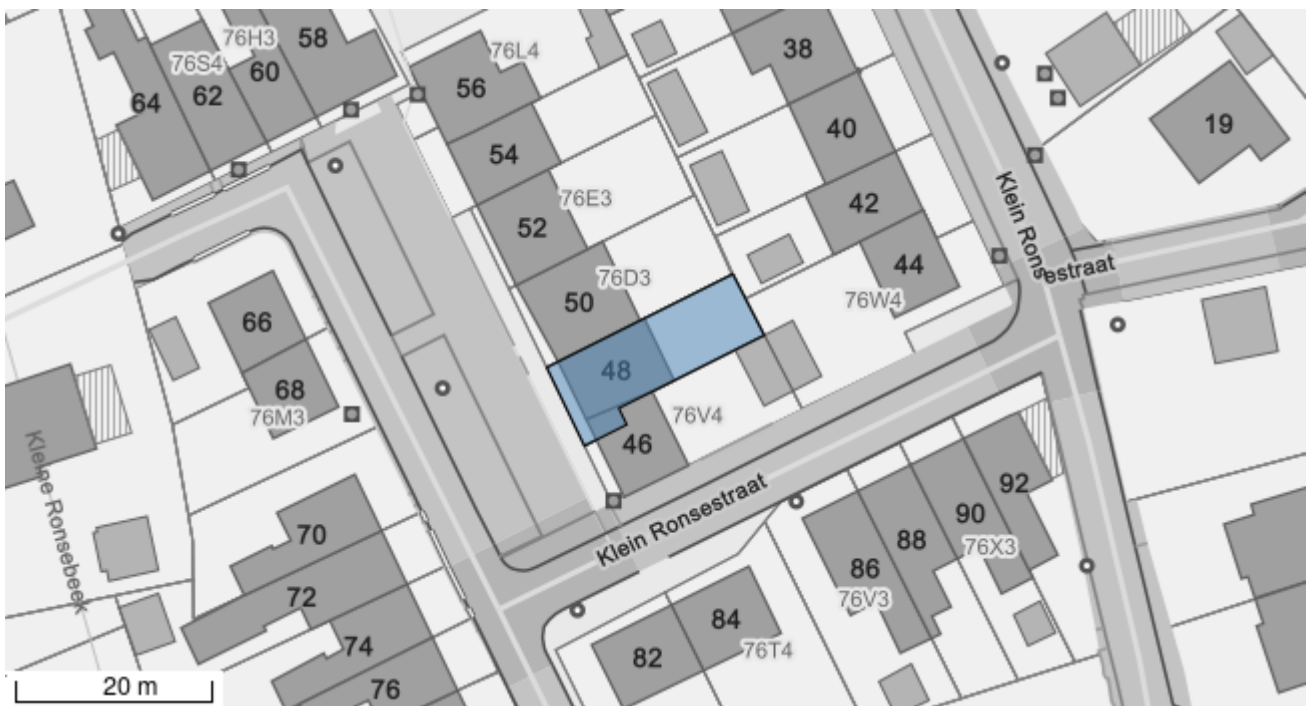 58
76H3
60
76S4
62
64
56
76L4
54
76E3
52
76D3
50
48
46
76V4
38
40
42
44
76W4
19
Klein Ronsestraat
66
68
76M3
Kleine Ronsebeek
70
72
74
76
Klein Ronsestraat
92
90
76X3
88
86
76V3
84
76T4
82
20 m